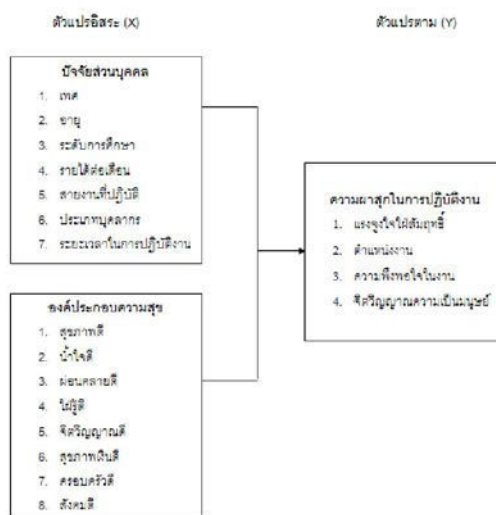 ตัวแปรอิสระ (X)
ตัวแปรตาม (Y)
ปัจจัยส่วนบุคคล
1. เพศ
2. อายุ
3. ระดับการศึกษา
4. รายได้ต่อเดือน
5. สายงานที่ปฏิบัติ
6. ประเภทบุคลากร
7. ระยะเวลาในการปฏิบัติงาน
องค์ประกอบความสุข
1. สุขภาพดี
2. น้ำใจดี
3. ผ่อนคลายดี
4. ใฝ่รู้ดี
5. จิตวิญญาณดี
6. สุขภาพเงินดี
7. ครอบครัวดี
8. สังคมดี
ความผาสุกในการปฏิบัติงาน
1. แรงจูงใจใฝ่สัมฤทธิ์
2. ตำแหน่งงาน
3. ความพึงพอใจในงาน
4. จิตวิญญาณความเป็นมนุษย์